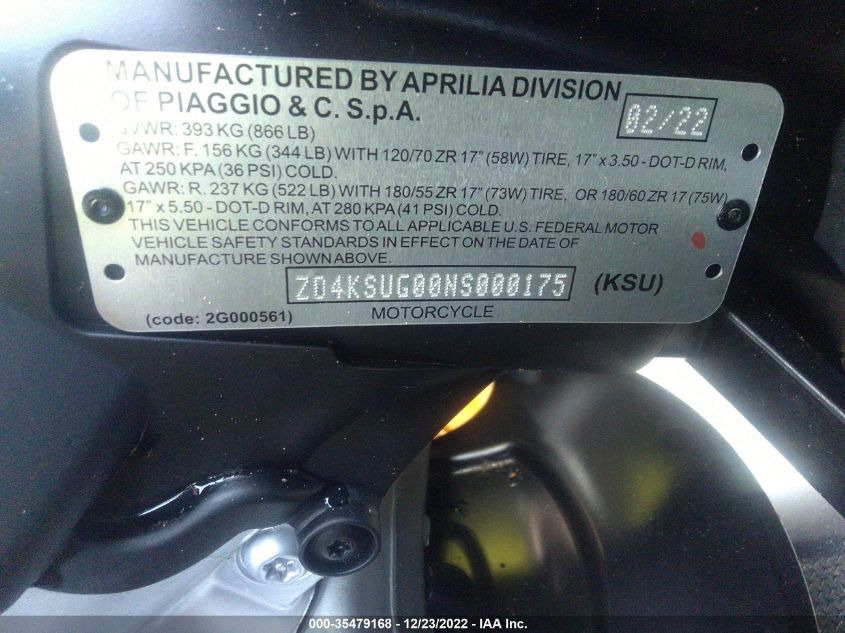 MANUFACTURED BY APRILIA DIVISION
OF PIAGGIO & C. S.p.A.
02/22
GVWR: 393 KG (866 LB)
GAWR: F. 156 KG (344 LB) WITH 120/70 ZR 17" (58W) TIRE, 17" x 3.50 - DOT-D RIM,
AT 250 KPA (36 PSI) COLD.
GAWR: R. 237 KG (522 LB) WITH 180/55 ZR 17" (73W) TIRE, OR 180/60 ZR 17 (75W)
17" x 5.50 - DOT-D RIM, AT 280 KPA (41 PSI) COLD.
THIS VEHICLE CONFORMS TO ALL APPLICABLE U.S. FEDERAL MOTOR
VEHICLE SAFETY STANDARDS IN EFFECT ON THE DATE OF
MANUFACTURE SHOWN ABOVE.
ZD4KSUG00NS000175 (KSU)
(code: 2G000561) MOTORCYCLE
000-35479168 - 12/23/2022 - IAA Inc.